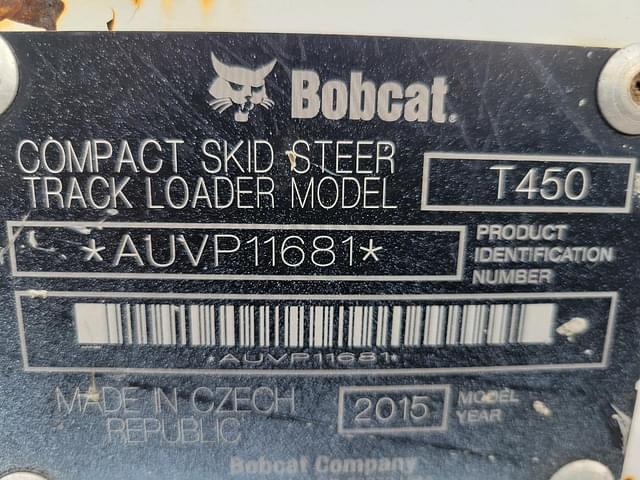 Bobcat.
COMPACT SKID STEER
TRACK LOADER MODEL
T450
*AUVP11681*
PRODUCT
IDENTIFICATION
NUMBER
*AUVP11681*
MADE IN CZECH
REPUBLIC
2015
MODEL
YEAR
Bobcat Company